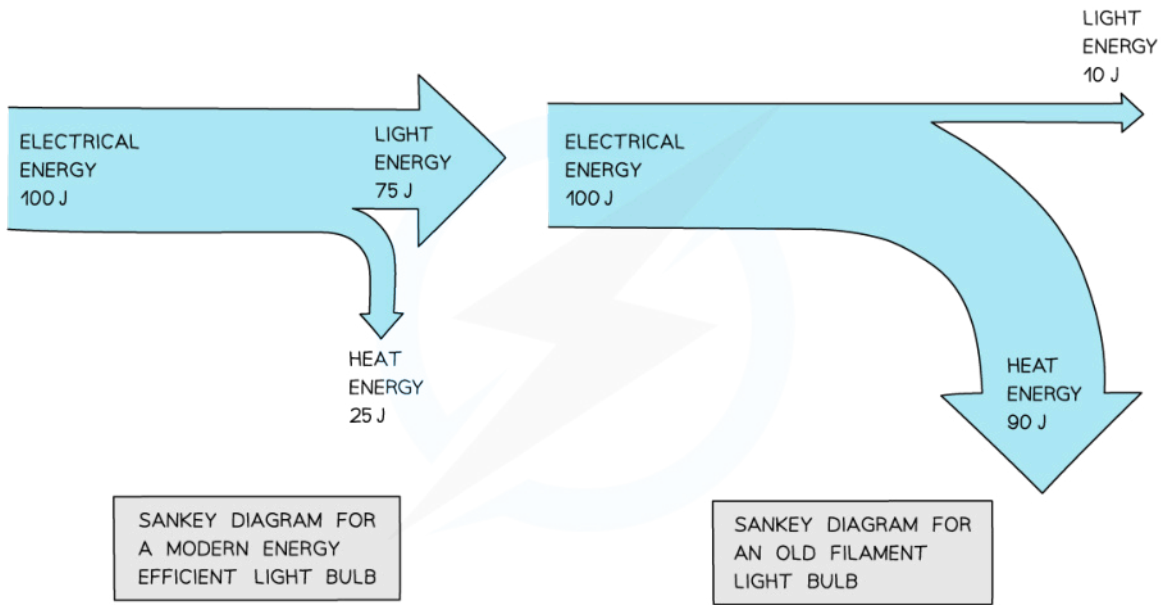 ELECTRICAL
ENERGY
100 J
LIGHT
ENERGY
75 J
HEAT
ENERGY
25 J
SANKEY DIAGRAM FOR
A MODERN ENERGY
EFFICIENT LIGHT BULB
ELECTRICAL
ENERGY
100 J
LIGHT
ENERGY
10 J
HEAT
ENERGY
90 J
SANKEY DIAGRAM FOR
AN OLD FILAMENT
LIGHT BULB